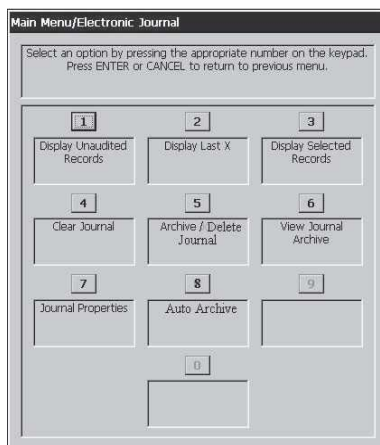 Main Menu/Electronic Journal
Select an option by pressing the appropriate number on the keypad.
Press ENTER or CANCEL to return to previous menu.
1
2
3
Display Unaudited
Records
Display Last X
Display Selected
Records
4
5
6
Clear Journal
Archive / Delete
Journal
View Journal
Archive
7
8
9
Journal Properties
Auto Archive
0